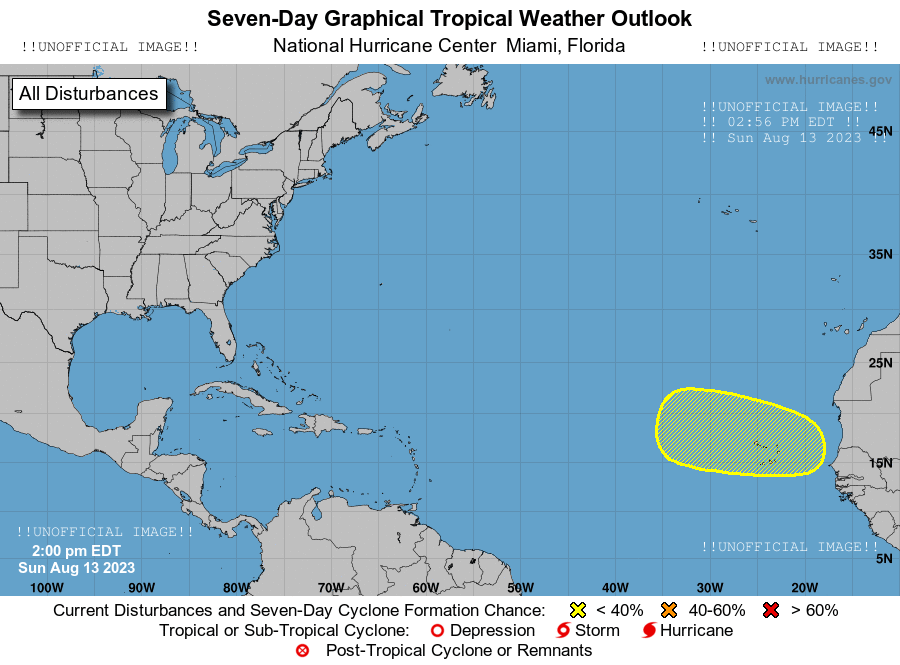 Seven-Day Graphical Tropical Weather Outlook
!!UNOFFICIAL IMAGE!! National Hurricane Center Miami, Florida !!UNOFFICIAL IMAGE!!
www.hurricanes.gov
All Disturbances
!!UNOFFICIAL IMAGE!!
!! 02:56 PM EDT !!
45N
!! Sun Aug 13 2023 !!
35N
25N
15N
!!UNOFFICIAL IMAGE!!
2:00 pm EDT
Sun Aug 13 2023
!!UNOFFICIAL IMAGE!!
5N
100W 90W 80W 70W 60W 50W 40W 30W 20W
Current Disturbances and Seven-Day Cyclone Formation Chance: < 40% 40-60% > 60%
Tropical or Sub-Tropical Cyclone: Depression Storm Hurricane
Post-Tropical Cyclone or Remnants